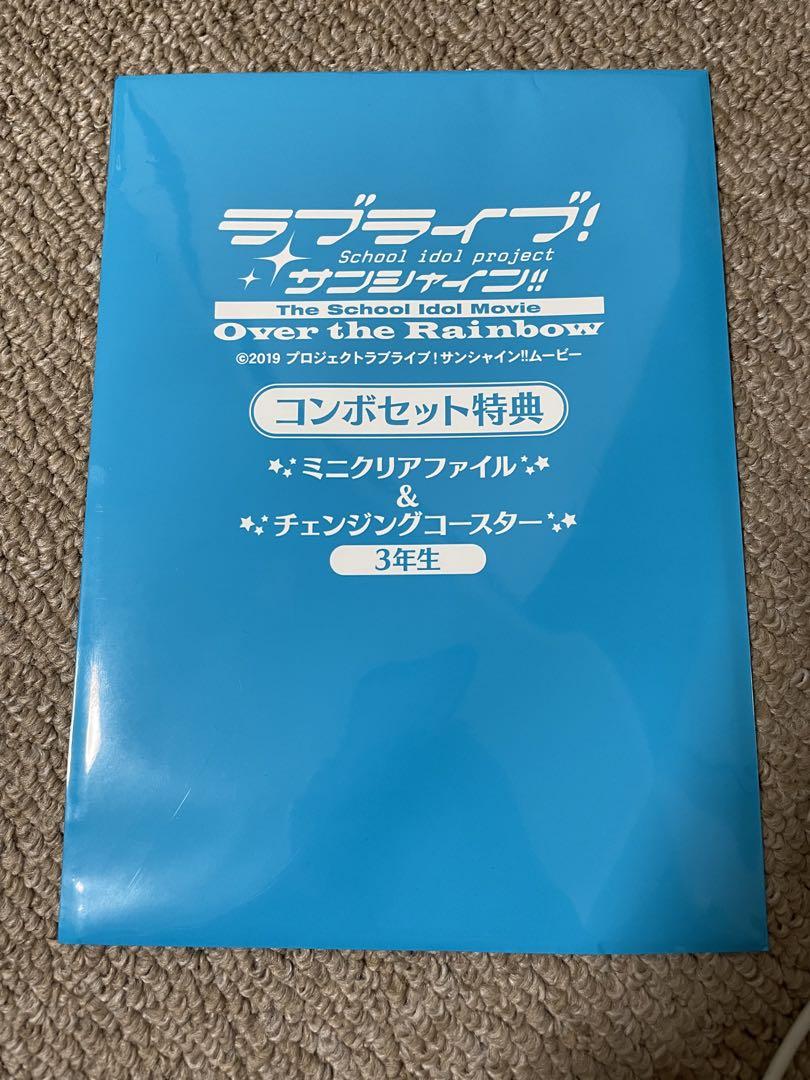 ラブライブ!
School idol project
サンシャイン!!
The School Idol Movie
Over the Rainbow
©2019 プロジェクトラブライブ!サンシャイン!!ムービー
コンボセット特典
ミニクリアファイル
&
チェンジングコースター
3年生